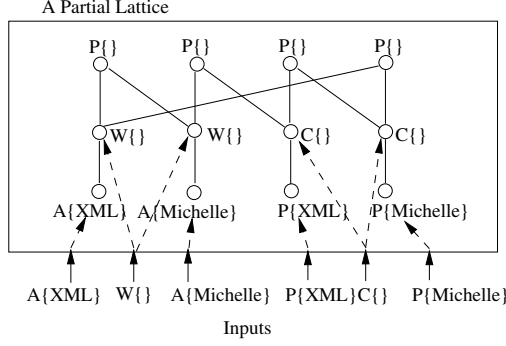 A Partial Lattice
P{} P{} P{} P{}
W{} W{} C{} C{}
A{XML} A{Michelle} P{XML} P{Michelle}
A{XML} W{} A{Michelle} P{XML} C{} P{Michelle}
Inputs